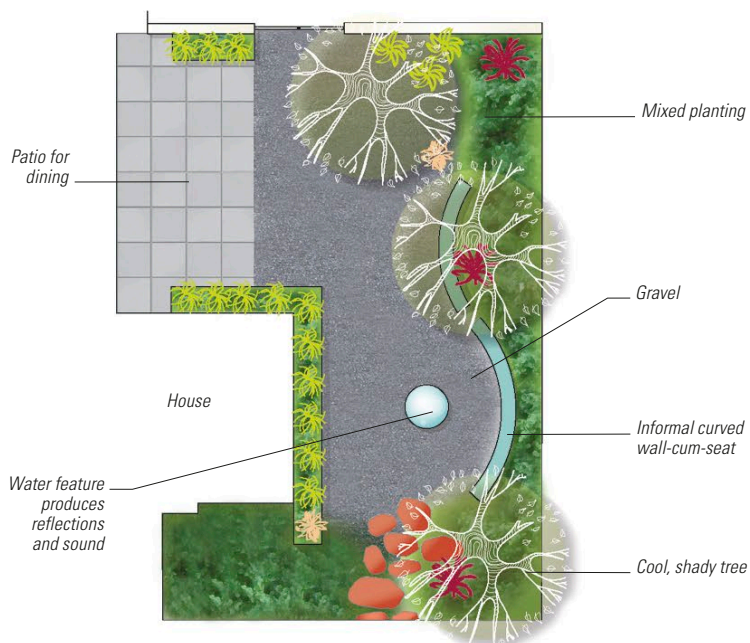 Mixed planting
Patio for
dining
Gravel
House
Informal curved
wall-cum-seat
Water feature
produces
reflections
and sound
Cool, shady tree